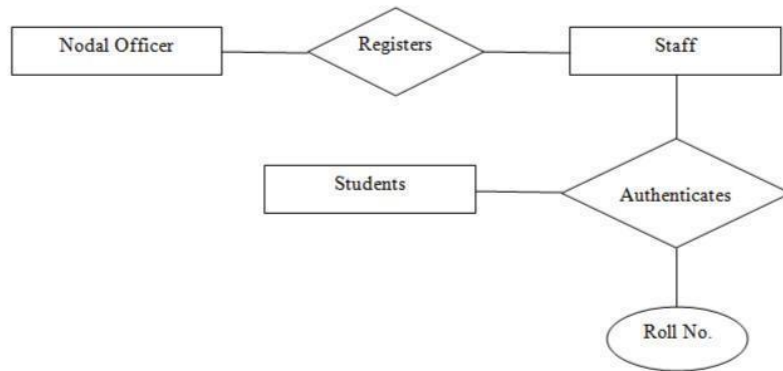 Nodal Officer
Registers
Staff
Students
Authenticates
Roll No.